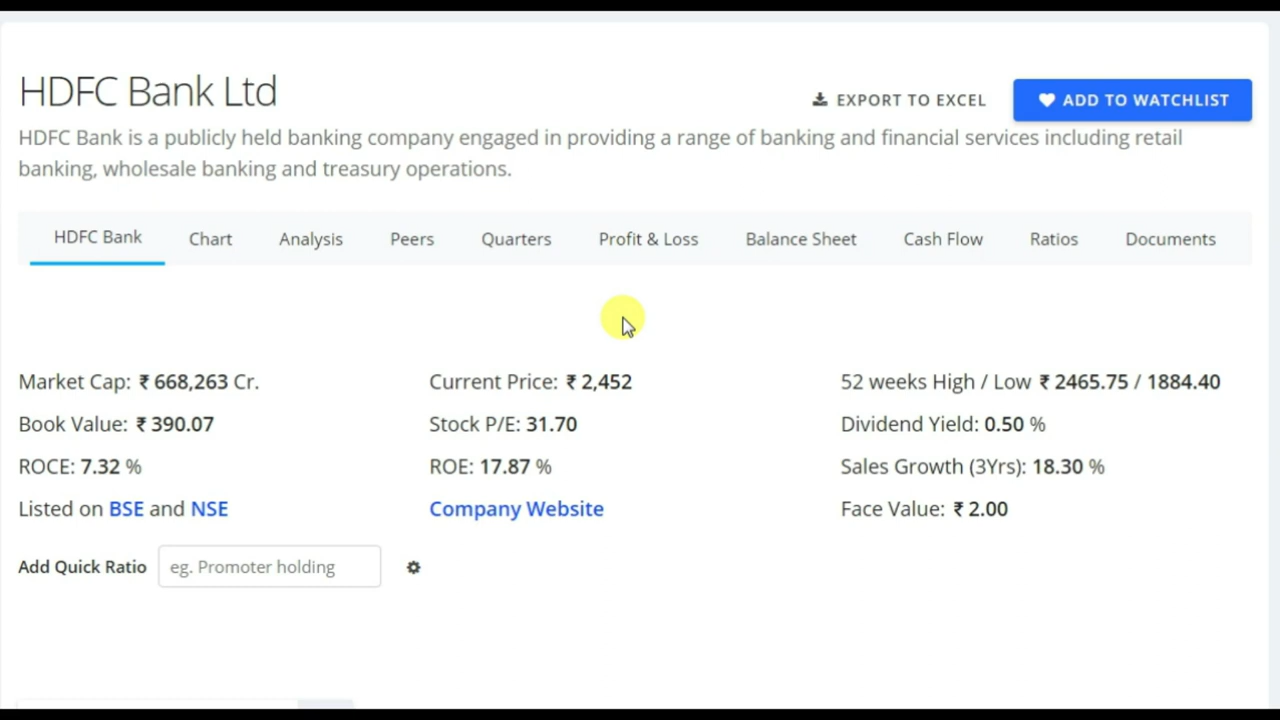 HDFC Bank Ltd
EXPORT TO EXCEL
ADD TO WATCHLIST
HDFC Bank is a publicly held banking company engaged in providing a range of banking and financial services including retail
banking, wholesale banking and treasury operations.
HDFC Bank Chart Analysis Peers Quarters Profit & Loss Balance Sheet Cash Flow Ratios Documents
Market Cap: ₹ 668,263 Cr. Current Price: ₹ 2,452 52 weeks High / Low ₹ 2465.75 / 1884.40
Book Value: ₹ 390.07 Stock P/E: 31.70 Dividend Yield: 0.50 %
ROCE: 7.32 % ROE: 17.87 % Sales Growth (3Yrs): 18.30 %
Listed on BSE and NSE Company Website Face Value: ₹ 2.00
Add Quick Ratio eg. Promoter holding